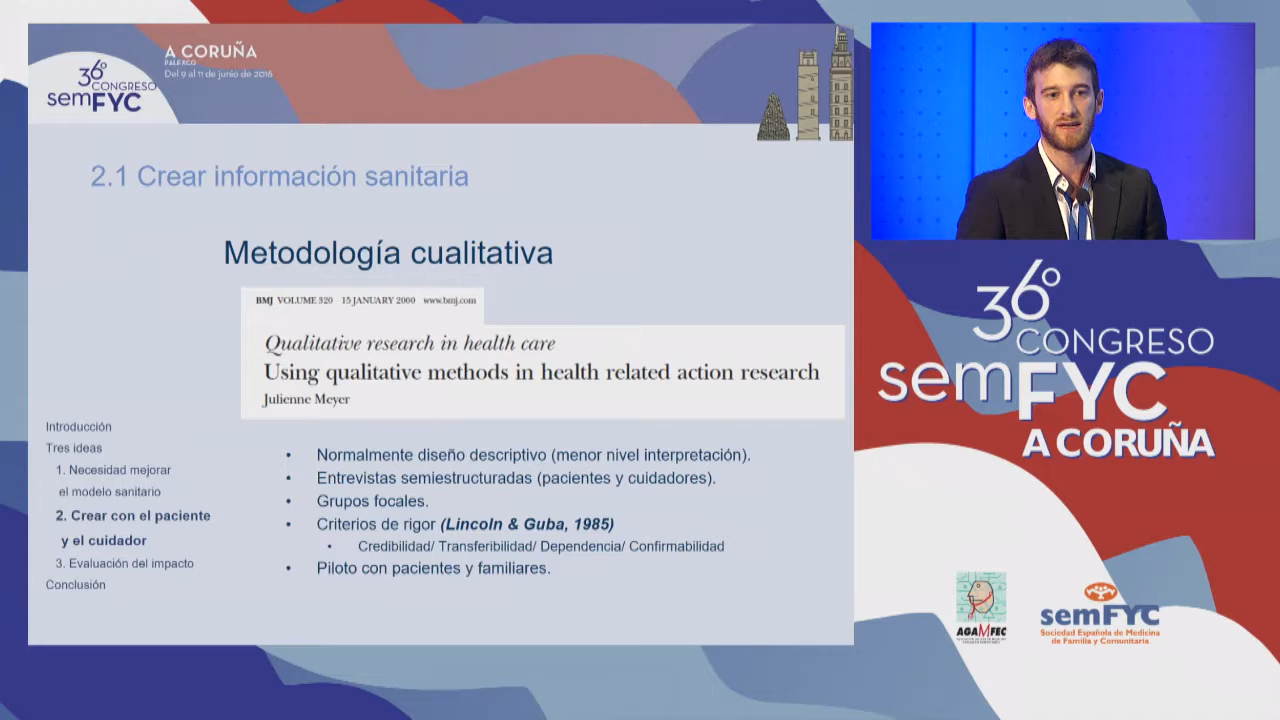 36º
CONGRESO
semFYC
A CORUÑA
PALEXCO
Del 9 al 11 de junio de 2016
2.1 Crear información sanitaria
Metodología cualitativa
BMJ VOLUME 320 15 JANUARY 2000 www.bmj.com
Qualitative research in health care
Using qualitative methods in health related action research
Julienne Meyer
Introducción
Tres ideas
1. Necesidad mejorar
el modelo sanitario
2. Crear con el paciente
y el cuidador
3. Evaluación del impacto
Conclusión
• Normalmente diseño descriptivo (menor nivel interpretación).
• Entrevistas semiestructuradas (pacientes y cuidadores).
• Grupos focales.
• Criterios de rigor (Lincoln & Guba, 1985)
• Credibilidad/ Transferibilidad/ Dependencia/ Confirmabilidad
• Piloto con pacientes y familiares.
36º
CONGRESO
semFYC
A CORUÑA
AGAMFEC
semFYC
Sociedad Española de Medicina
de Familia y Comunitaria